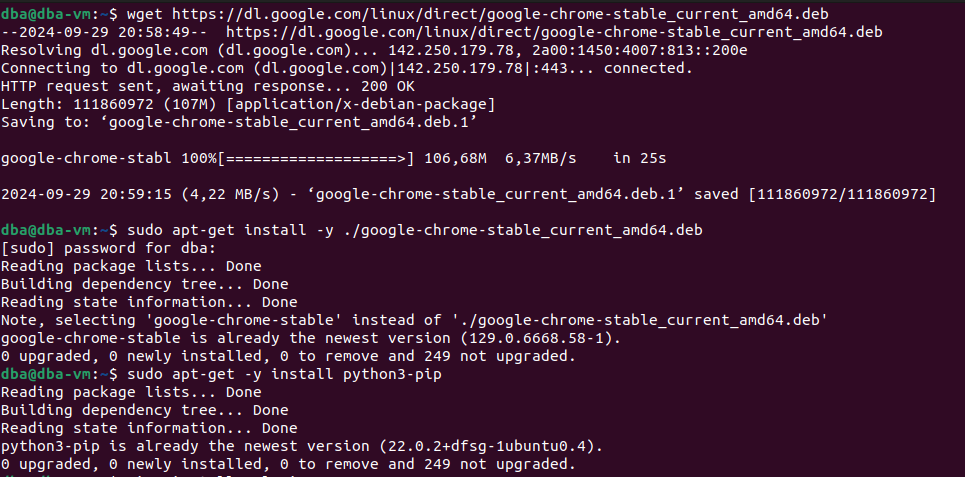 dba@dba-vm:~$ wget https://dl.google.com/linux/direct/google-chrome-stable_current_amd64.deb
--2024-09-29 20:58:49--  https://dl.google.com/linux/direct/google-chrome-stable_current_amd64.deb
Resolving dl.google.com (dl.google.com)... 142.250.179.78, 2a00:1450:4007:813::200e
Connecting to dl.google.com (dl.google.com)|142.250.179.78|:443... connected.
HTTP request sent, awaiting response... 200 OK
Length: 111860972 (107M) [application/x-debian-package]
Saving to: ‘google-chrome-stable_current_amd64.deb.1’
google-chrome-stabl 100%[===================>] 106,68M  6,37MB/s    in 25s
2024-09-29 20:59:15 (4,22 MB/s) - ‘google-chrome-stable_current_amd64.deb.1’ saved [111860972/111860972]
dba@dba-vm:~$ sudo apt-get install -y ./google-chrome-stable_current_amd64.deb
[sudo] password for dba:
Reading package lists... Done
Building dependency tree... Done
Reading state information... Done
Note, selecting 'google-chrome-stable' instead of './google-chrome-stable_current_amd64.deb'
google-chrome-stable is already the newest version (129.0.6668.58-1).
0 upgraded, 0 newly installed, 0 to remove and 249 not upgraded.
dba@dba-vm:~$ sudo apt-get -y install python3-pip
Reading package lists... Done
Building dependency tree... Done
Reading state information... Done
python3-pip is already the newest version (22.0.2+dfsg-1ubuntu0.4).
0 upgraded, 0 newly installed, 0 to remove and 249 not upgraded.